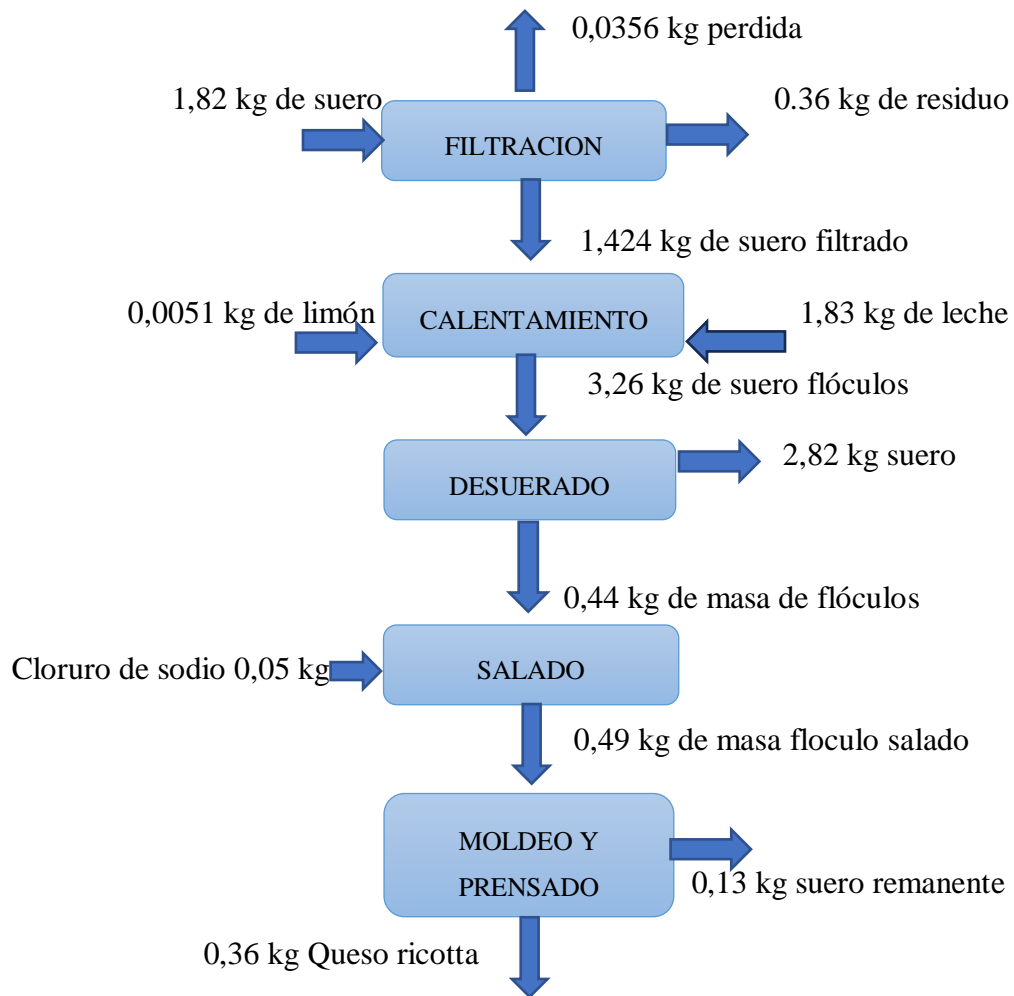 0,0356 kg perdida
1,82 kg de suero
0.36 kg de residuo
FILTRACION
1,424 kg de suero filtrado
0,0051 kg de limón
CALENTAMIENTO
1,83 kg de leche
3,26 kg de suero flóculos
DESUERADO
2,82 kg suero
0,44 kg de masa de flóculos
Cloruro de sodio 0,05 kg
SALADO
0,49 kg de masa floculo salado
MOLDEO Y
PRENSADO
0,13 kg suero remanente
0,36 kg Queso ricotta